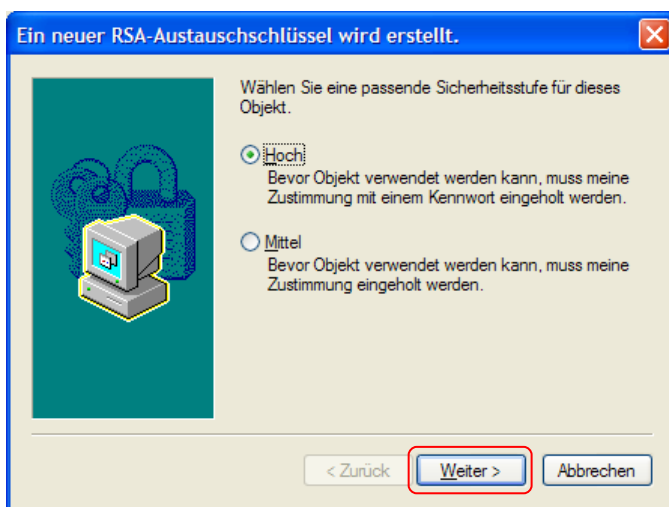 Ein neuer RSA-Austauschschlüssel wird erstellt.
Wählen Sie eine passende Sicherheitsstufe für dieses
Objekt.
Hoch
Bevor Objekt verwendet werden kann, muss meine
Zustimmung mit einem Kennwort eingeholt werden.
Mittel
Bevor Objekt verwendet werden kann, muss meine
Zustimmung eingeholt werden.
< Zurück Weiter > Abbrechen